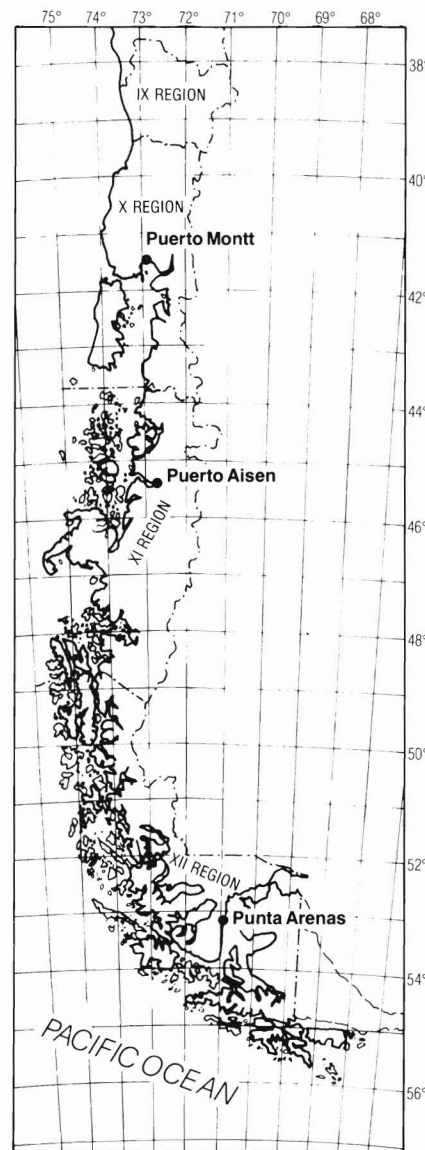 75° 74° 73° 72° 71° 69° 68°
38°
IX REGION
40°
X REGION
Puerto Montt
42°
44°
Puerto Aisen
XI REGION
46°
48°
50°
XII REGION
52°
Punta Arenas
54°
PACIFIC OCEAN
56°